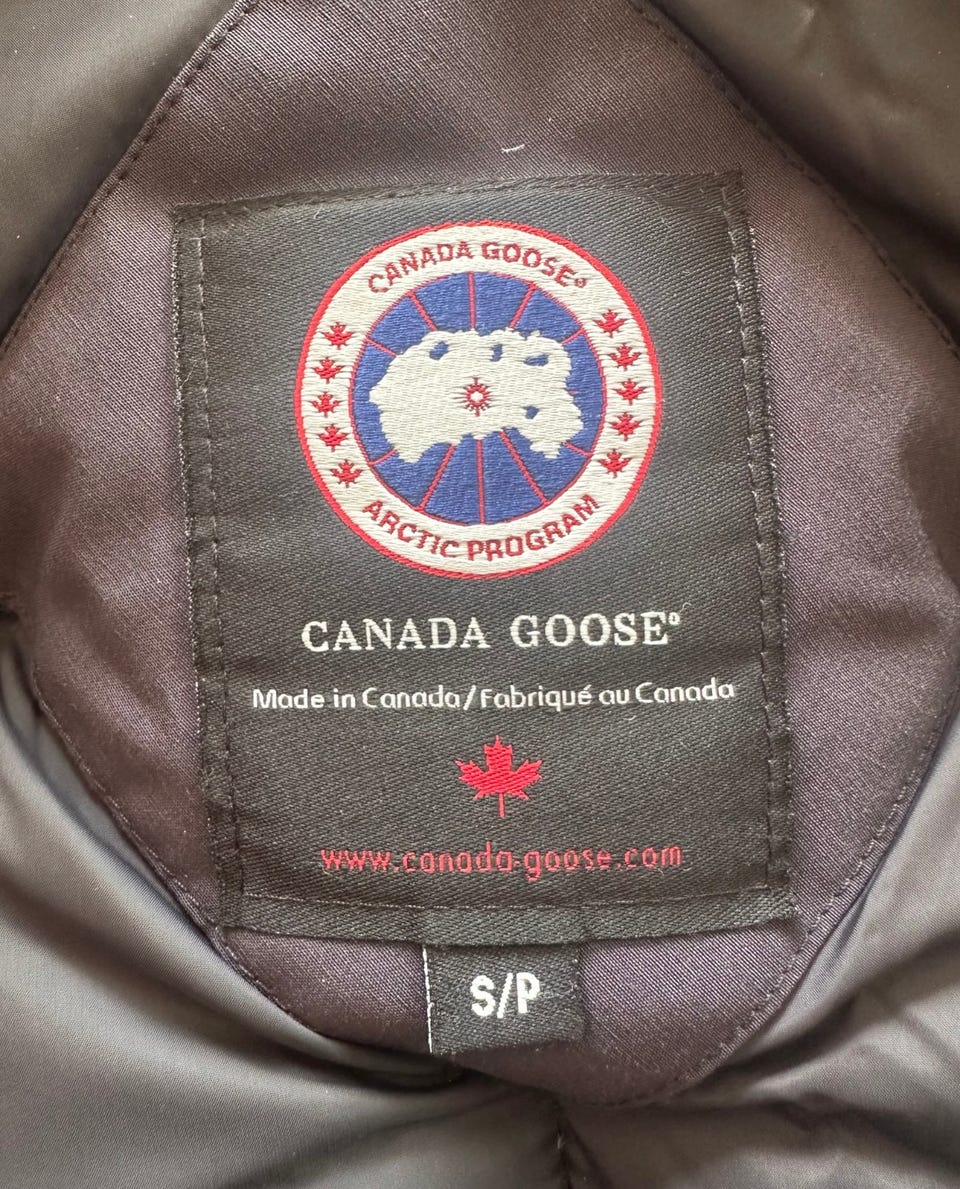 CANADA GOOSE®
ARCTIC PROGRAM
CANADA GOOSE®
Made in Canada/Fabriqué au Canada
www.canada-goose.com
S/P